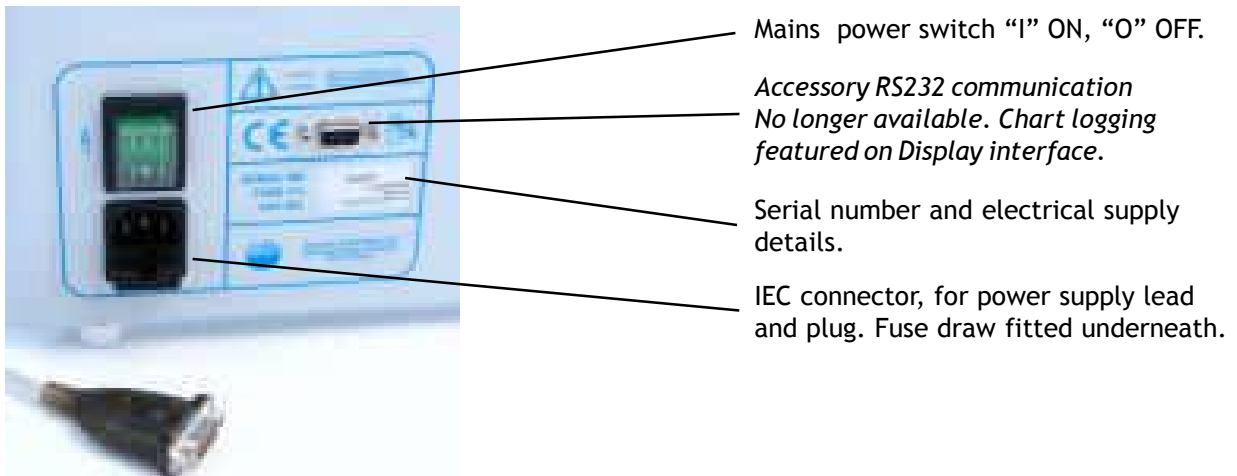 Mains power switch “I” ON, “O” OFF.
Accessory RS232 communication
No longer available. Chart logging
featured on Display interface.
Serial number and electrical supply
details.
IEC connector, for power supply lead
and plug. Fuse draw fitted underneath.
CE